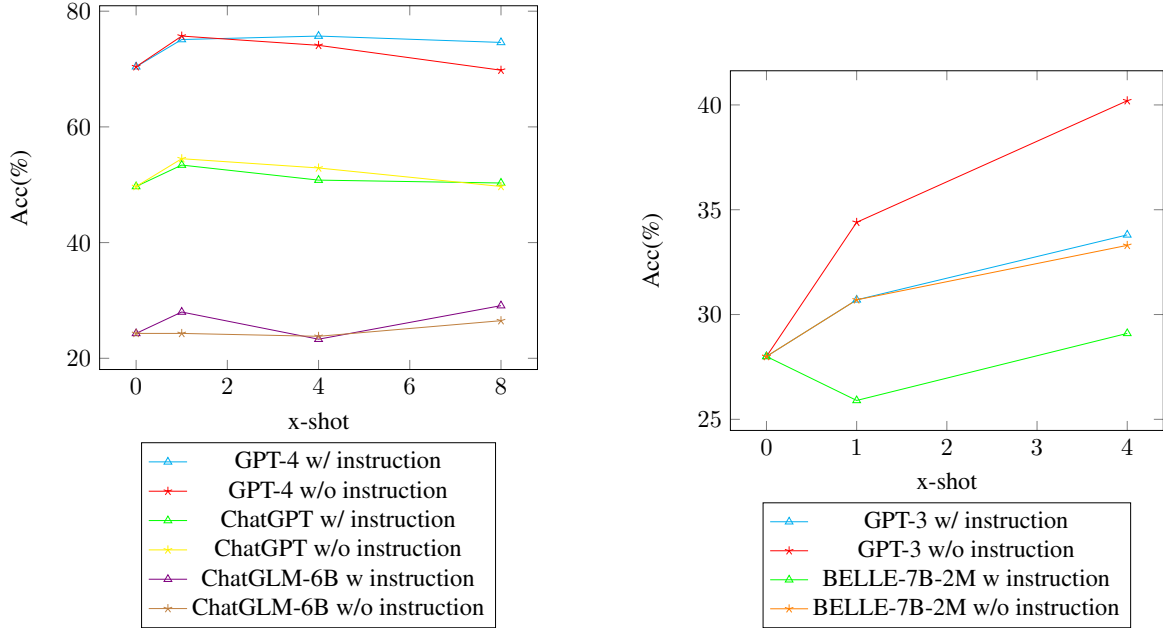 80
60
40
20
Acc(%)
0
2
4
6
8
x-shot
GPT-4 w/ instruction
GPT-4 w/o instruction
ChatGPT w/ instruction
ChatGPT w/o instruction
ChatGLM-6B w instruction
ChatGLM-6B w/o instruction
40
35
30
25
Acc(%)
0
1
2
3
4
x-shot
GPT-3 w/ instruction
GPT-3 w/o instruction
BELLE-7B-2M w instruction
BELLE-7B-2M w/o instruction